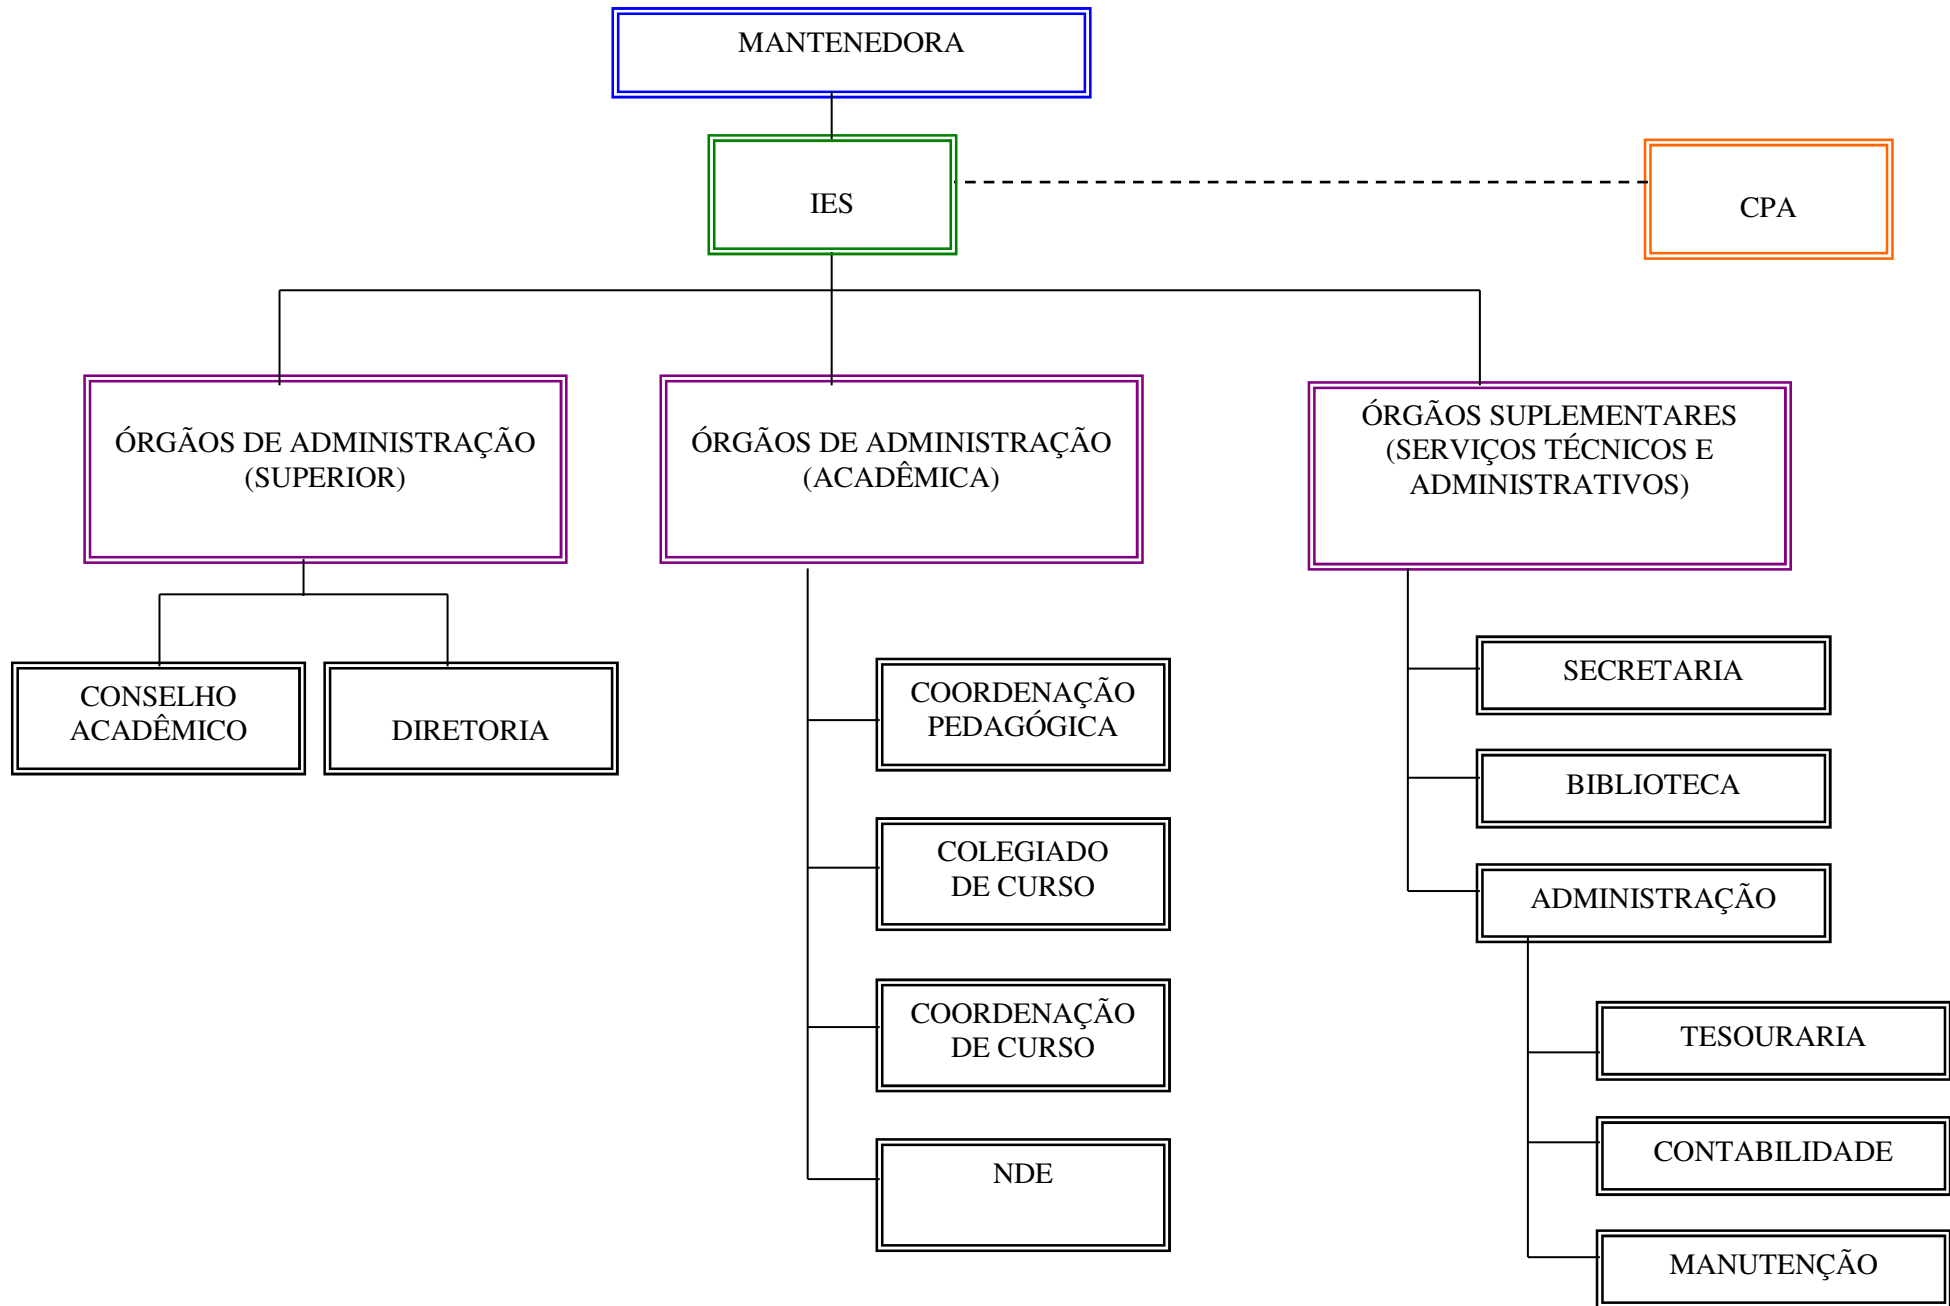 MANTENEDORA
IES
CPA
ÓRGÃOS DE ADMINISTRAÇÃO
(SUPERIOR)
ÓRGÃOS DE ADMINISTRAÇÃO
(ACADÊMICA)
ÓRGÃOS SUPLEMENTARES
(SERVIÇOS TÉCNICOS E
ADMINISTRATIVOS)
CONSELHO
ACADÊMICO
DIRETORIA
COORDENAÇÃO
PEDAGÓGICA
COLEGIADO
DE CURSO
COORDENAÇÃO
DE CURSO
NDE
SECRETARIA
BIBLIOTECA
ADMINISTRAÇÃO
TESOURARIA
CONTABILIDADE
MANUTENÇÃO